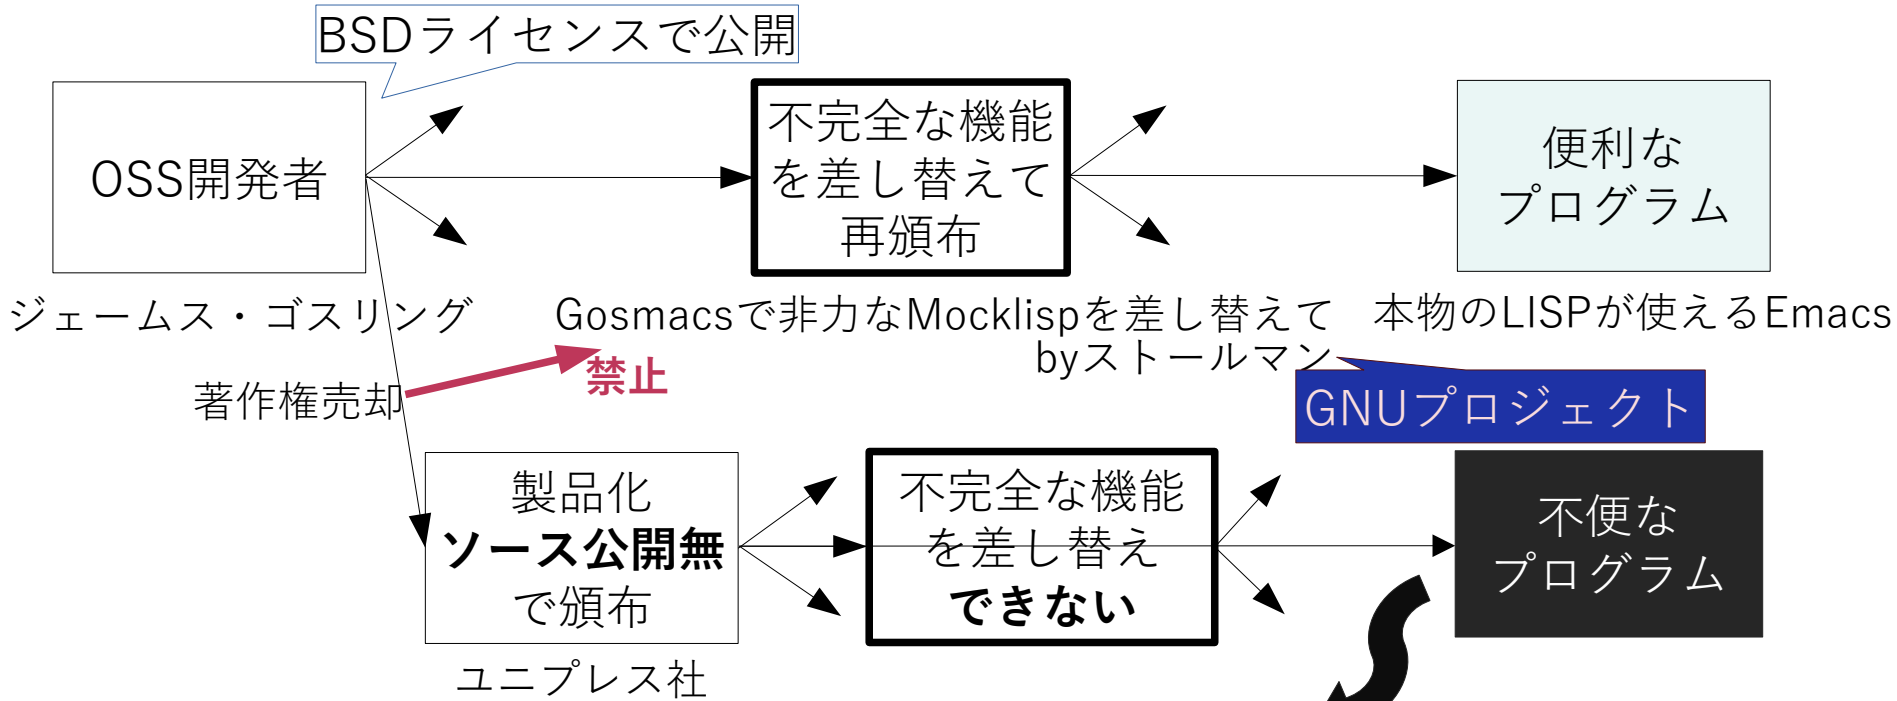 BSDライセンスで公開
OSS開発者
不完全な機能
を差し替えて
再頒布
便利な
プログラム
ジェームス・ゴスリング
Gosmacsで非力なMocklispを差し替えて
byストールマン
本物のLISPが使えるEmacs
禁止
著作権売却
GNUプロジェクト
製品化
ソース公開無
で頒布
不完全な機能
を差し替え
できない
不便な
プログラム
ユニプレス社